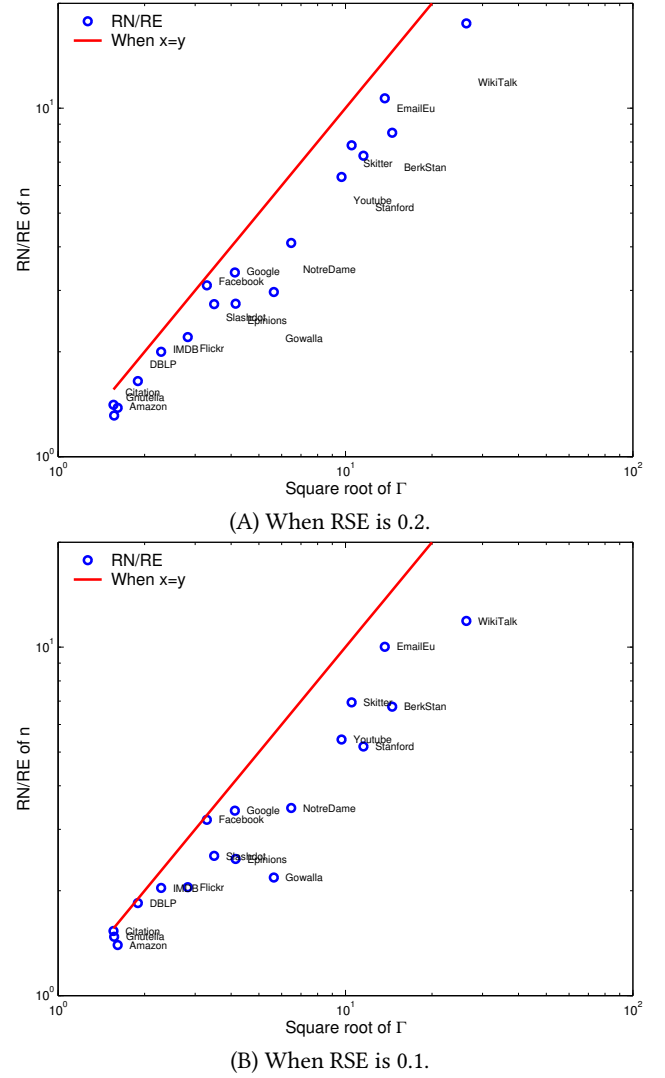 RN/RE
When x=y
WikiTalk
10^1
EmailEu
Skitter
BerkStan
Youtube
Stanford
RN/RE of n
NotreDame
Google
Facebook
Slashdot
Epinions
Gowalla
IMDB
Flickr
DBLP
Citation
Gnutella
Amazon
10^0
10^0 10^1 10^2
Square root of Γ
(A) When RSE is 0.2.
RN/RE
When x=y
WikiTalk
10^1
EmailEu
Skitter
BerkStan
Youtube
Stanford
RN/RE of n
Google
NotreDame
Facebook
Slashdot
Epinions
Gowalla
IMDB
Flickr
DBLP
Citation
Gnutella
Amazon
10^0
10^0 10^1 10^2
Square root of Γ
(B) When RSE is 0.1.